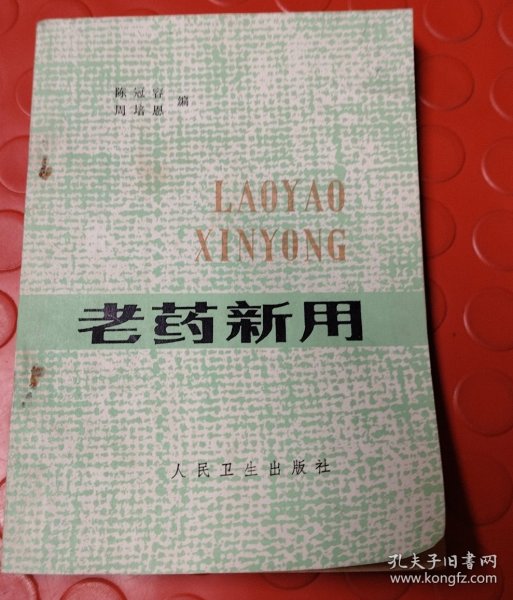 陈冠容
周培恩
编
LAOYAO
XINYONG
老药新用
人民卫生出版社
孔夫子旧书网
www.kongfz.com